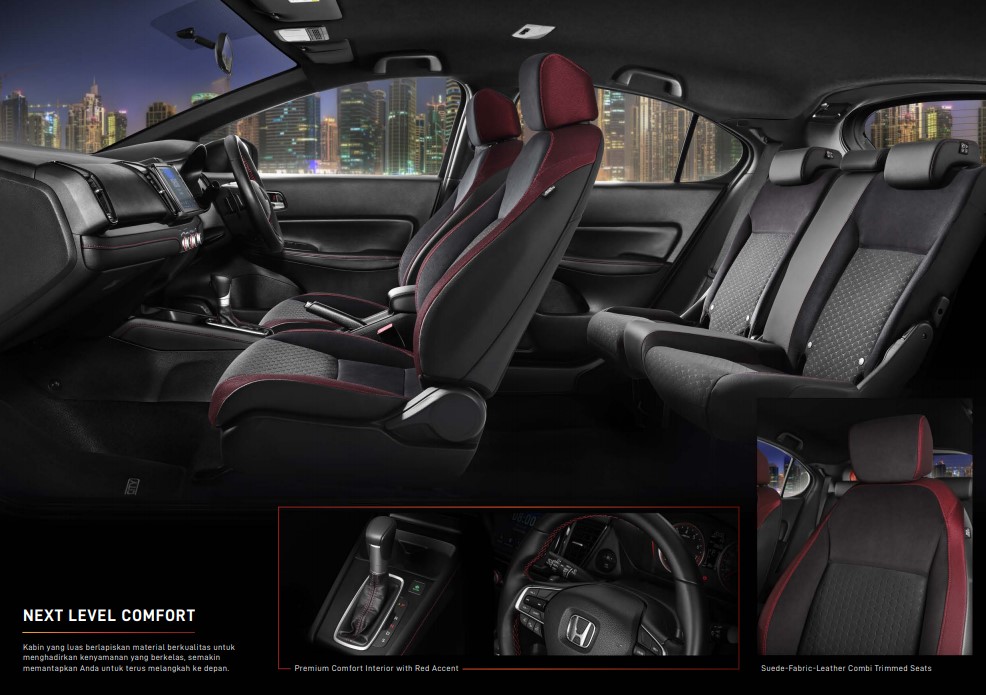 CITY
NEXT LEVEL COMFORT
Kabin yang luas berlapiskan material berkualitas untuk
menghadirkan kenyamanan yang berkelas, semakin
memantapkan Anda untuk terus melangkah ke depan.
Premium Comfort Interior with Red Accent
Suede-Fabric-Leather Combi Trimmed Seats